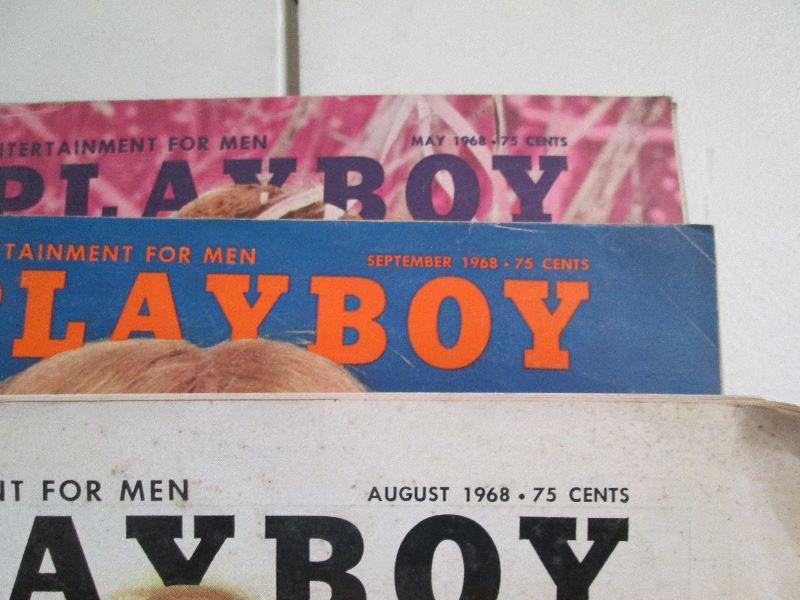 NTERTAINMENT FOR MEN MAY 1968 • 75 CENTS
PLAYBOY
TAINMENT FOR MEN SEPTEMBER 1968 • 75 CENTS
PLAYBOY
NT FOR MEN AUGUST 1968 • 75 CENTS
AYBOY